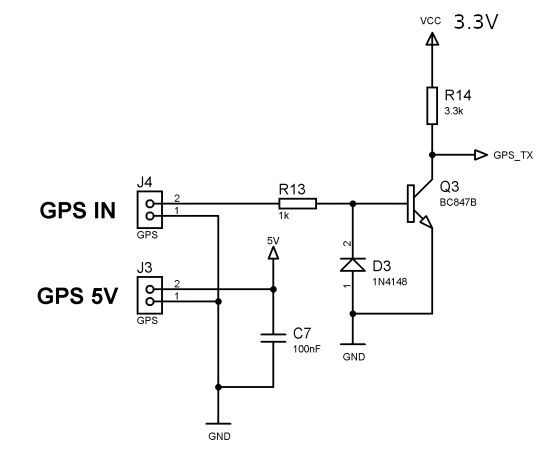 VCC 3.3V
R14
3.3k
GPS_TX
Q3
BC847B
J4
R13
GPS IN
2
1
1k
GPS
5V
2
J3
D3
GPS 5V
2
1
1N4148
1
GPS
C7
100nF
GND
GND